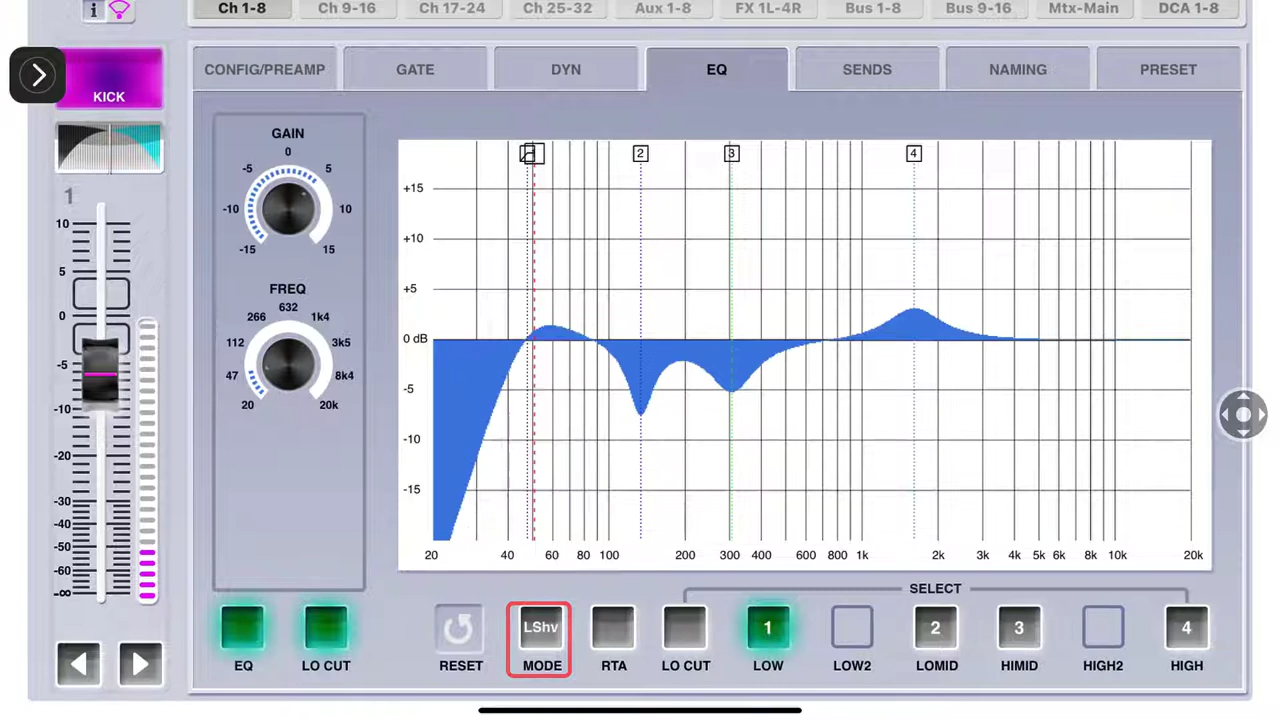 i
Ch 1-8 Ch 9-16 Ch 17-24 Ch 25-32 Aux 1-8 FX 1L-4R Bus 1-8 Bus 9-16 Mtx-Main DCA 1-8
CONFIG/PREAMP GATE DYN EQ SENDS NAMING PRESET
KICK
1
10
5
0
-5
-10
-20
-30
-40
-50
-60
-∞
GAIN
0
-5 5
-10 10
-15 15
FREQ
632
266 1k4
112 3k5
47 8k4
20 20k
2 3 4
+15
+10
+5
0 dB
-5
-10
-15
20 40 60 80 100 200 300 400 600 800 1k 2k 3k 4k 5k 6k 8k 10k 20k
SELECT
LShv 1 2 3 4
EQ LO CUT RESET MODE RTA LO CUT LOW LOW2 LOMID HIMID HIGH2 HIGH